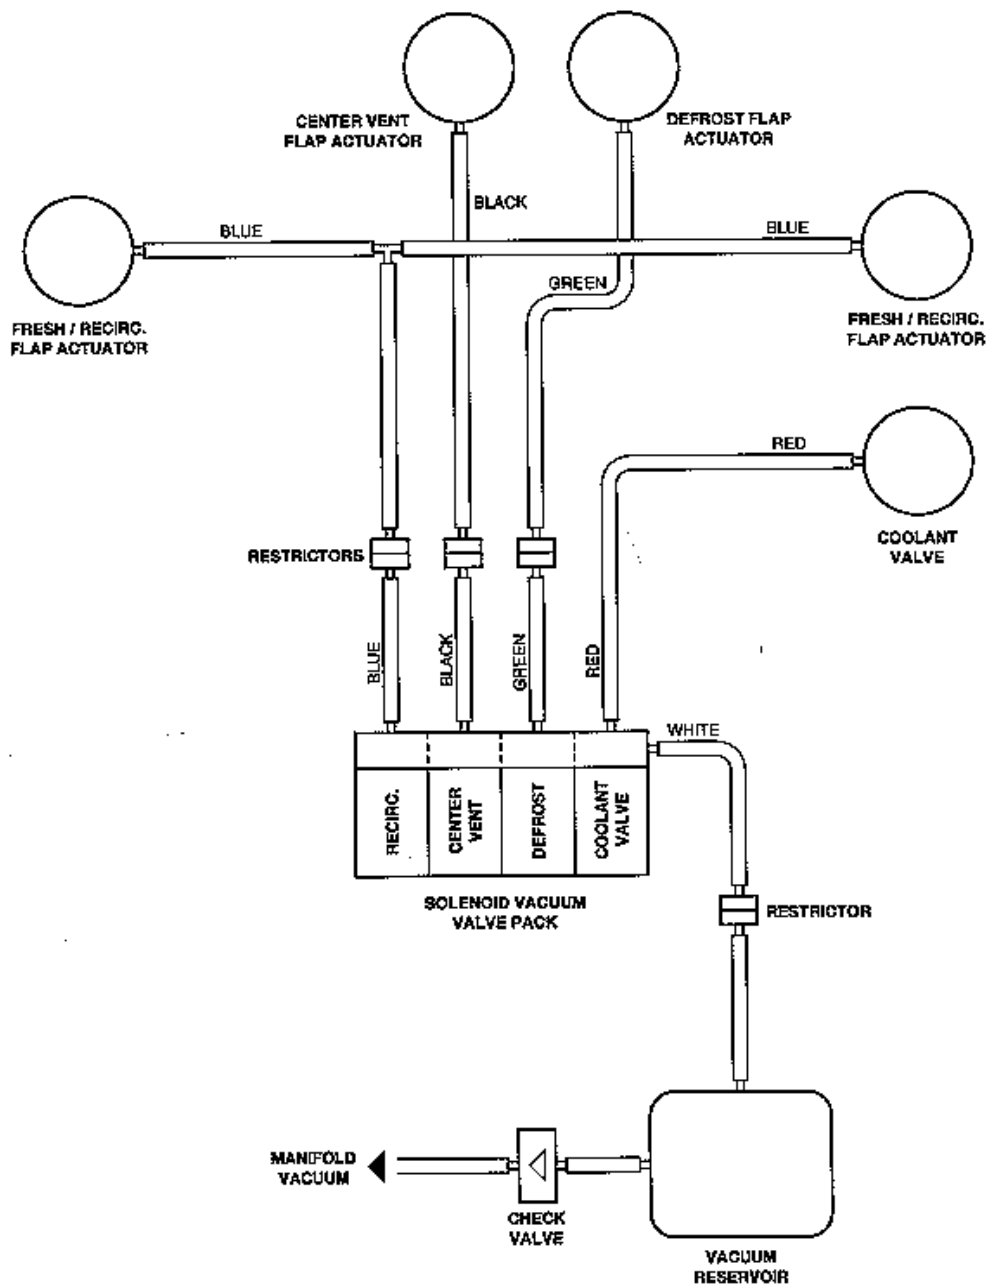 CENTER VENT
FLAP ACTUATOR
DEFROST FLAP
ACTUATOR
BLACK
BLUE
BLUE
GREEN
FRESH / RECIRC.
FLAP ACTUATOR
FRESH / RECIRC.
FLAP ACTUATOR
RED
COOLANT
VALVE
RESTRICTORS
BLUE
BLACK
GREEN
RED
WHITE
RECIRC.
CENTER
VENT
DEFROST
COOLANT
VALVE
SOLENOID VACUUM
VALVE PACK
RESTRICTOR
MANIFOLD
VACUUM
CHECK
VALVE
VACUUM
RESERVOIR